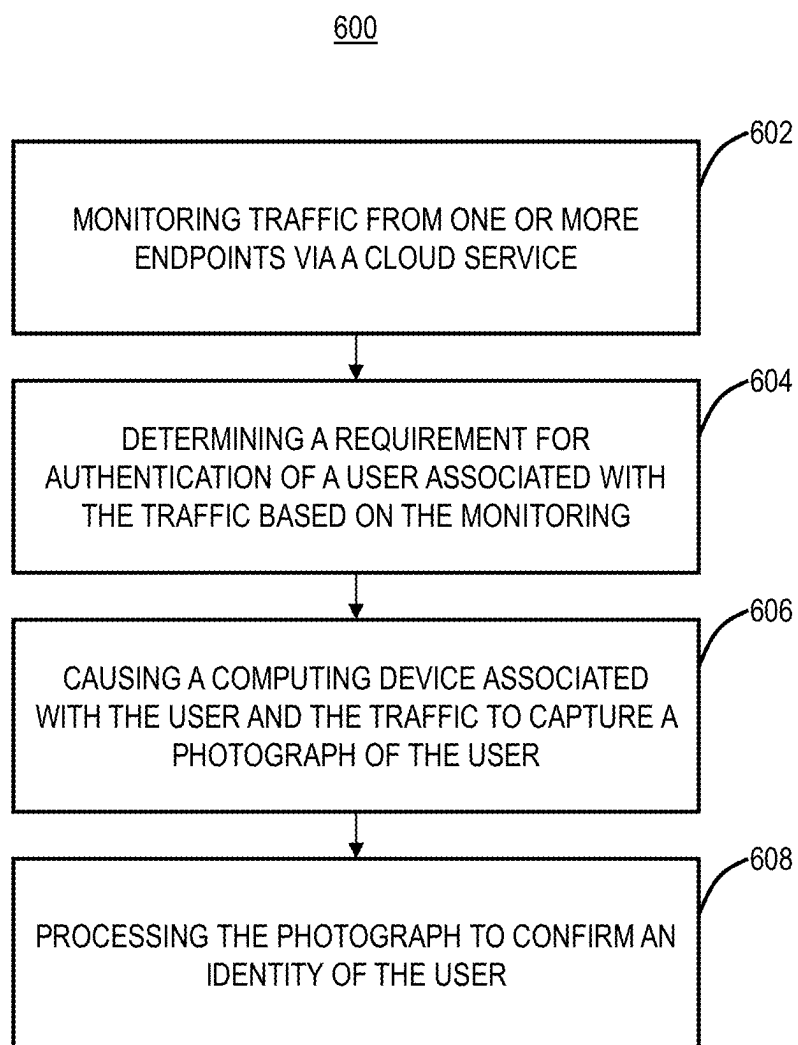 600
602
MONITORING TRAFFIC FROM ONE OR MORE
ENDPOINTS VIA A CLOUD SERVICE
604
DETERMINING A REQUIREMENT FOR
AUTHENTICATION OF A USER ASSOCIATED WITH
THE TRAFFIC BASED ON THE MONITORING
606
CAUSING A COMPUTING DEVICE ASSOCIATED
WITH THE USER AND THE TRAFFIC TO CAPTURE A
PHOTOGRAPH OF THE USER
608
PROCESSING THE PHOTOGRAPH TO CONFIRM AN
IDENTITY OF THE USER